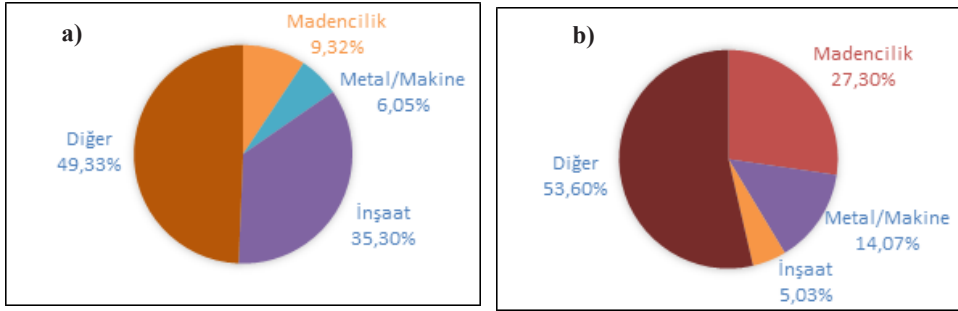 a)
Madencilik
9,32%
Metal/Makine
6,05%
Diğer
49,33%
İnşaat
35,30%
b)
Madencilik
27,30%
Diğer
53,60%
Metal/Makine
14,07%
İnşaat
5,03%